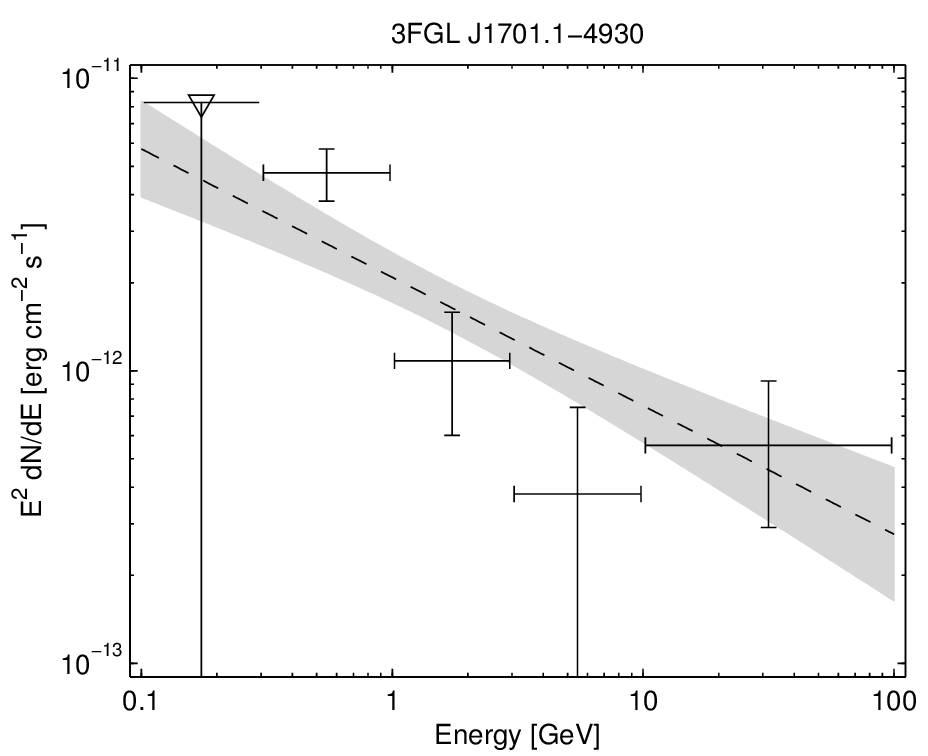 3FGL J1701.1−4930
10⁻¹¹
10⁻¹²
10⁻¹³
E² dN/dE [erg cm⁻² s⁻¹]
0.1 1 10 100
Energy [GeV]